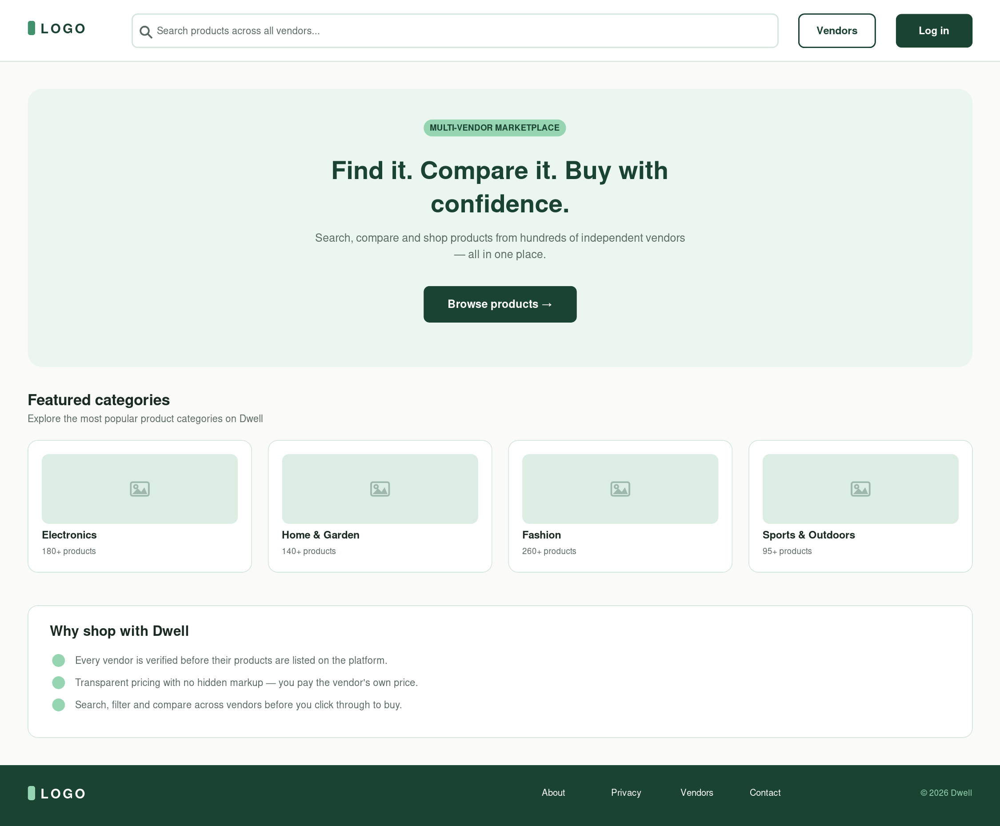 LOGO
Search products across all vendors...
Vendors
Log in
MULTI-VENDOR MARKETPLACE
Find it. Compare it. Buy with
confidence.
Search, compare and shop products from hundreds of independent vendors
— all in one place.
Browse products →
Featured categories
Explore the most popular product categories on Dwell
Electronics
180+ products
Home & Garden
140+ products
Fashion
260+ products
Sports & Outdoors
95+ products
Why shop with Dwell
Every vendor is verified before their products are listed on the platform.
Transparent pricing with no hidden markup — you pay the vendor's own price.
Search, filter and compare across vendors before you click through to buy.
LOGO
About
Privacy
Vendors
Contact
© 2026 Dwell